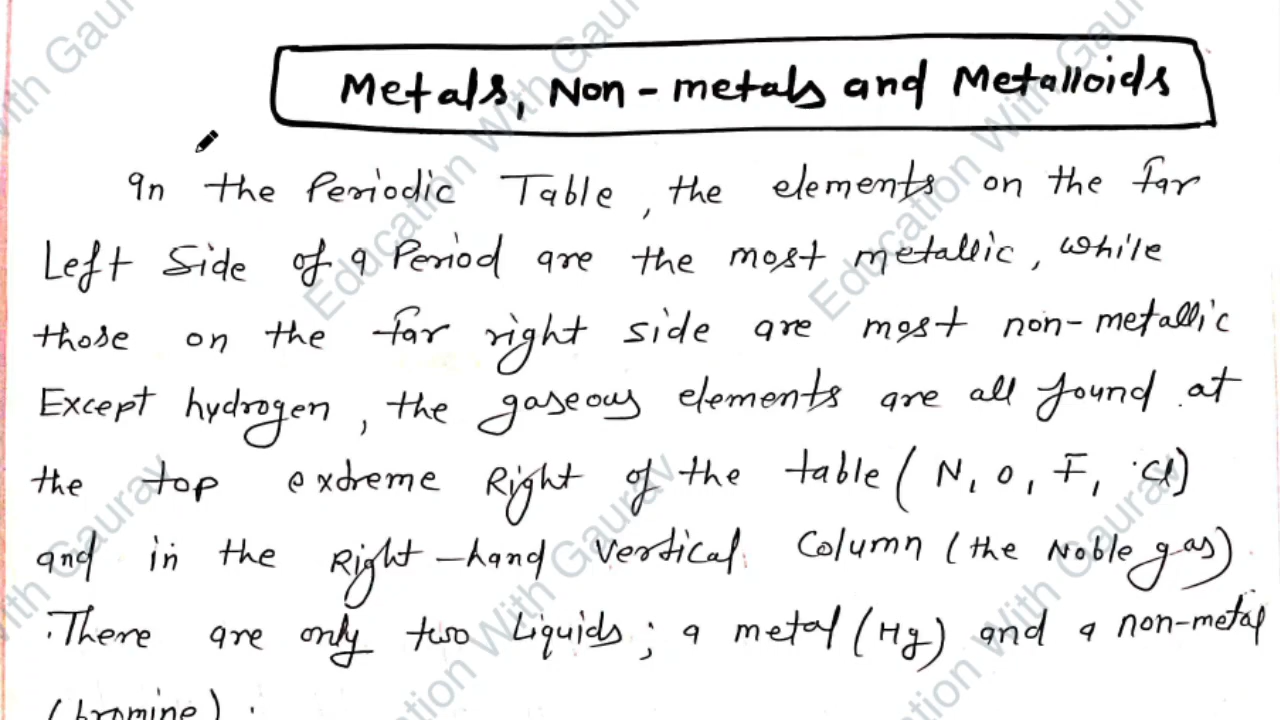 Metals, Non-metals and Metalloids
In the Periodic Table, the elements on the far
Left Side of a Period are the most metallic, while
those on the far right side are most non-metallic
Except hydrogen, the gaseous elements are all found at
the top extreme Right of the table (N, O, F, Cl)
and in the Right-hand Vertical Column (the Noble gas)
There are only two Liquids; a metal (Hg) and a non-metal
(bromine).
Education With Gaurav